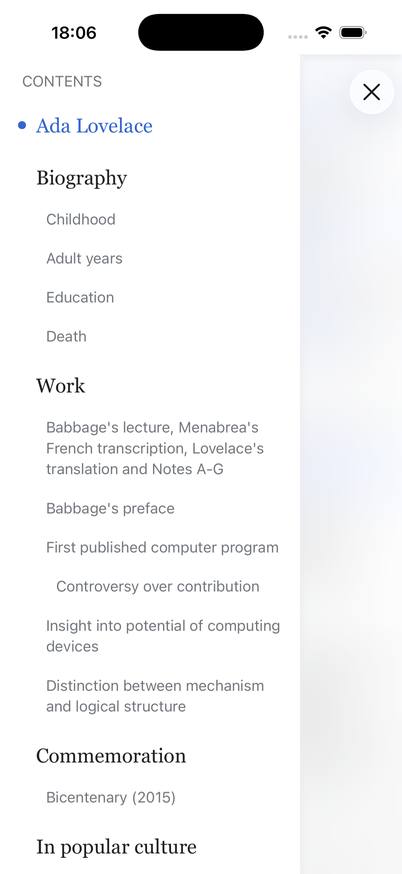 18:06
CONTENTS
Ada Lovelace
Biography
Childhood
Adult years
Education
Death
Work
Babbage's lecture, Menabrea's
French transcription, Lovelace's
translation and Notes A-G
Babbage's preface
First published computer program
Controversy over contribution
Insight into potential of computing
devices
Distinction between mechanism
and logical structure
Commemoration
Bicentenary (2015)
In popular culture